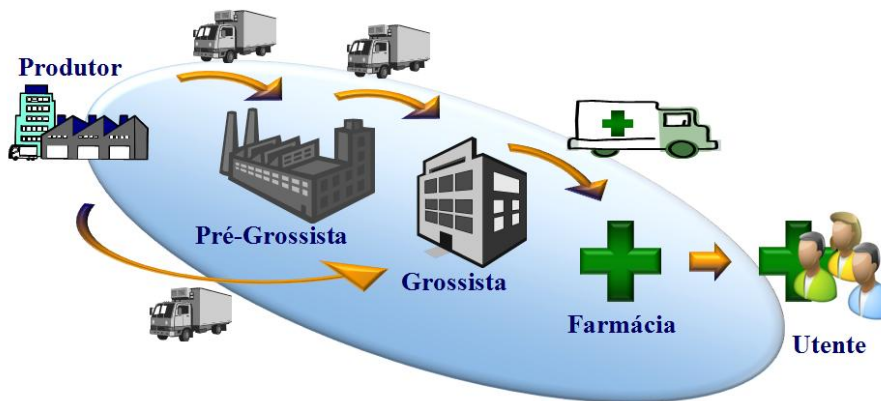 Produtor
Pré-Grossista
Grossista
Farmácia
Utente